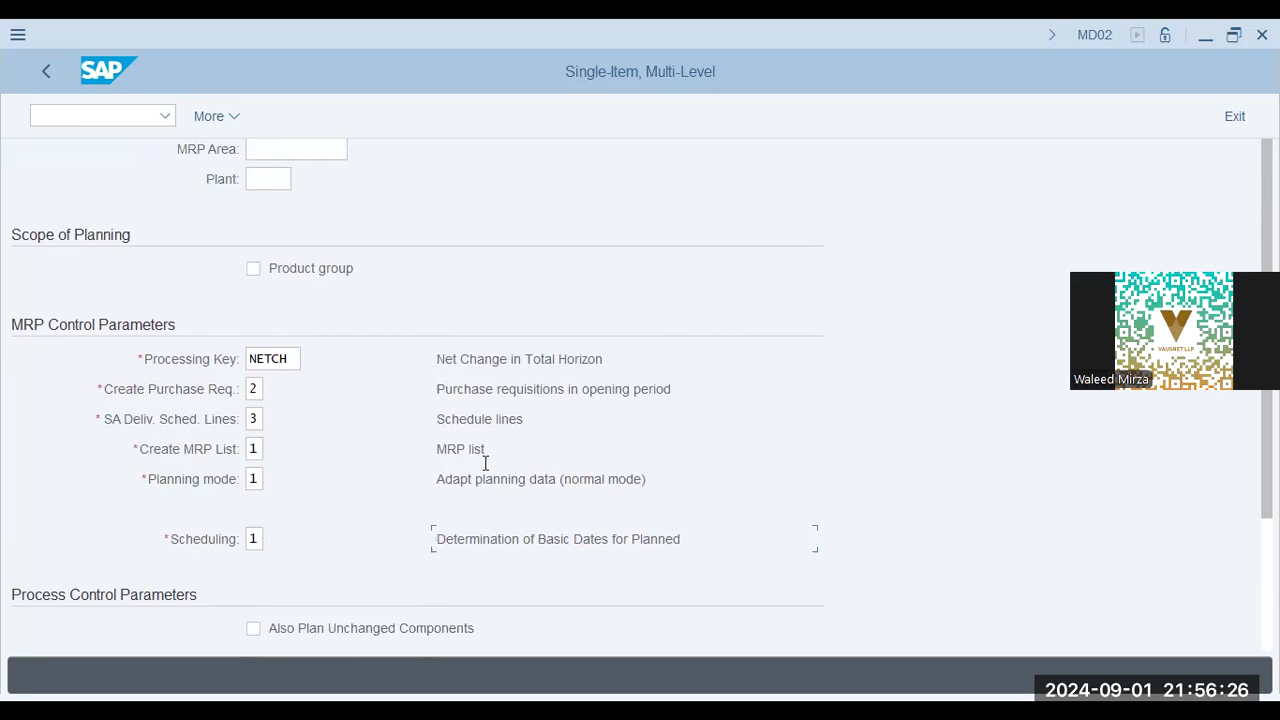 MD02
SAP
Single-Item, Multi-Level
More
Exit
MRP Area:
Plant:
Scope of Planning
Product group
MRP Control Parameters
*Processing Key: NETCH Net Change in Total Horizon
*Create Purchase Req.: 2 Purchase requisitions in opening period
* SA Deliv. Sched. Lines: 3 Schedule lines
*Create MRP List: 1 MRP list
*Planning mode: 1 Adapt planning data (normal mode)
*Scheduling: 1 Determination of Basic Dates for Planned
Process Control Parameters
Also Plan Unchanged Components
VAUSNET LLP
Waleed Mirza
2024-09-01 21:56:26